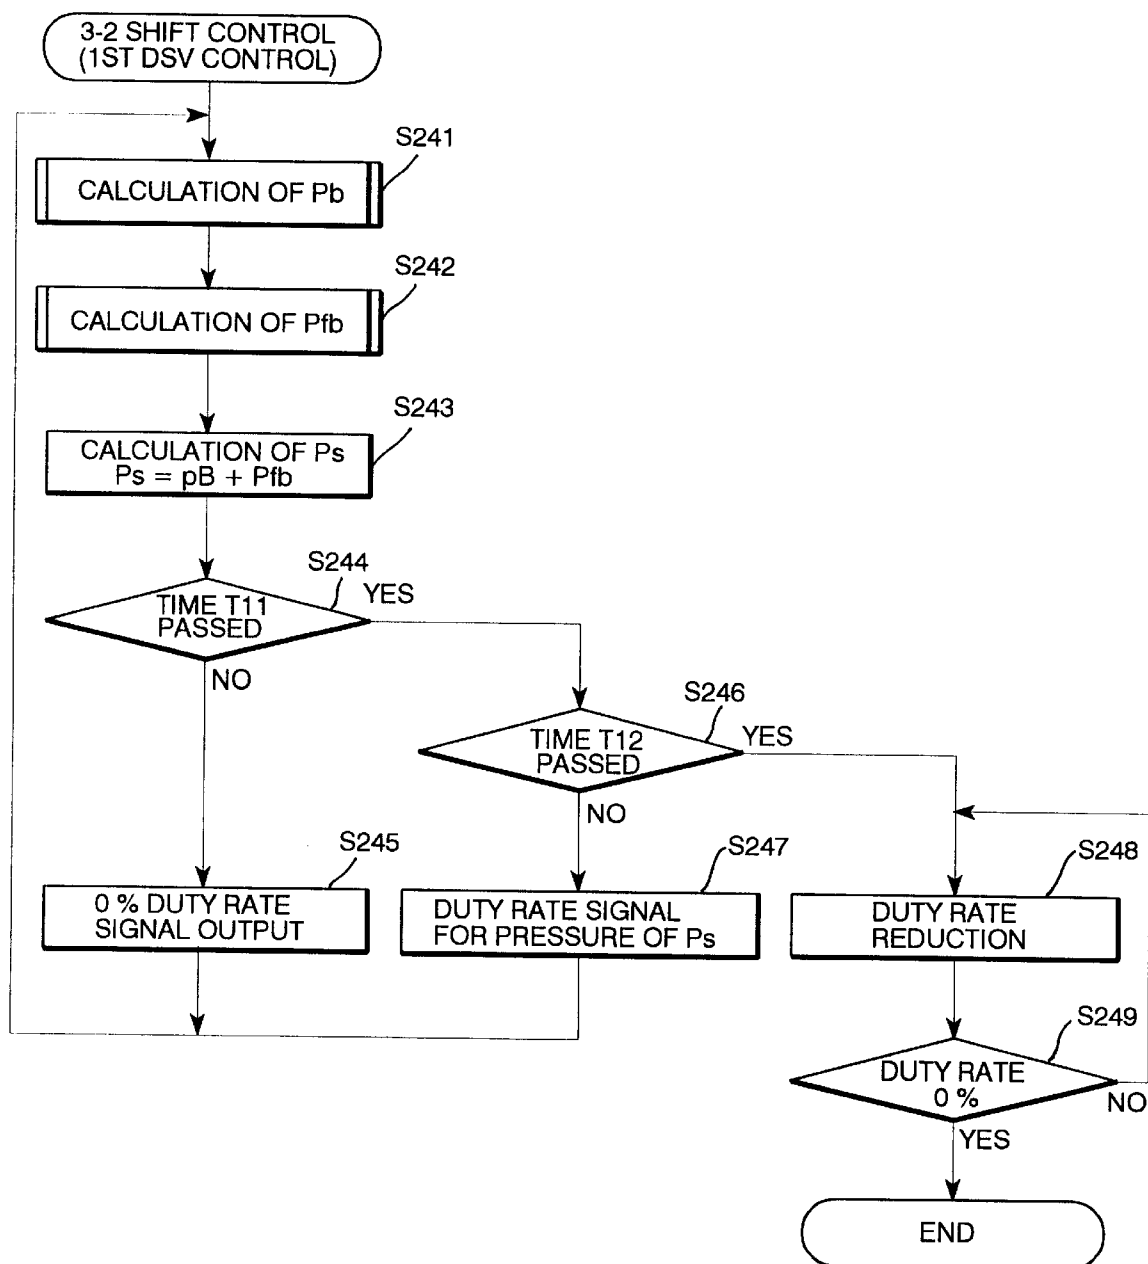 3-2 SHIFT CONTROL
(1ST DSV CONTROL)
S241
CALCULATION OF Pb
S242
CALCULATION OF Pfb
S243
CALCULATION OF Ps
Ps = pB + Pfb
S244
TIME T11
PASSED
YES
NO
S246
TIME T12
PASSED
YES
NO
S245
0 % DUTY RATE
SIGNAL OUTPUT
S247
DUTY RATE SIGNAL
FOR PRESSURE OF Ps
S248
DUTY RATE
REDUCTION
S249
DUTY RATE
0 %
NO
YES
END